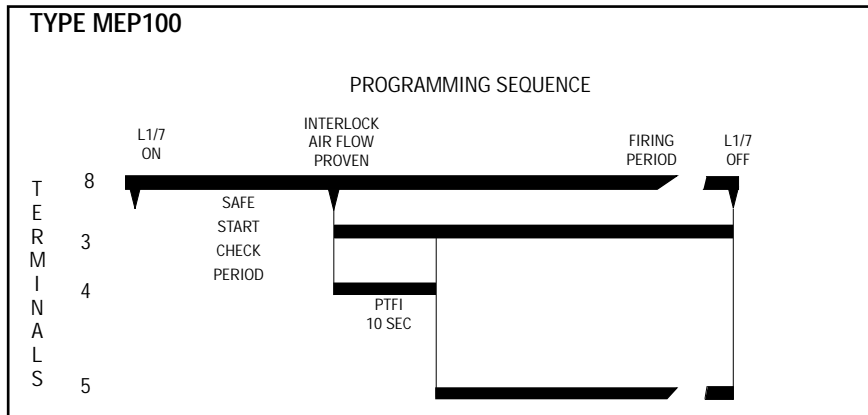 TYPE MEP100
PROGRAMMING SEQUENCE
L1/7
ON
INTERLOCK
AIR FLOW
PROVEN
FIRING
PERIOD
L1/7
OFF
TERMINALS
8
SAFE
START
CHECK
PERIOD
3
4
PTFI
10 SEC
5